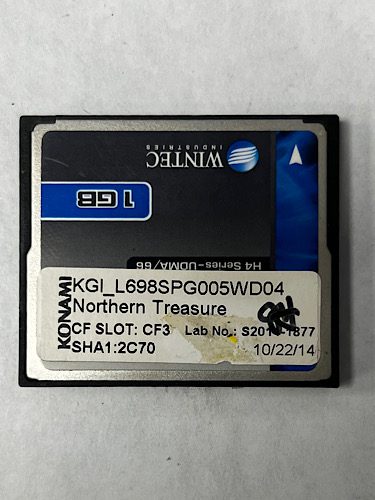 WINTEC
INDUSTRIES
1 GB
H4 Series-UDMA/66
KONAMI
KGI_L698SPG005WD04
Northern Treasure
CF SLOT: CF3 Lab No.:
SHA1:2C70
10/22/14